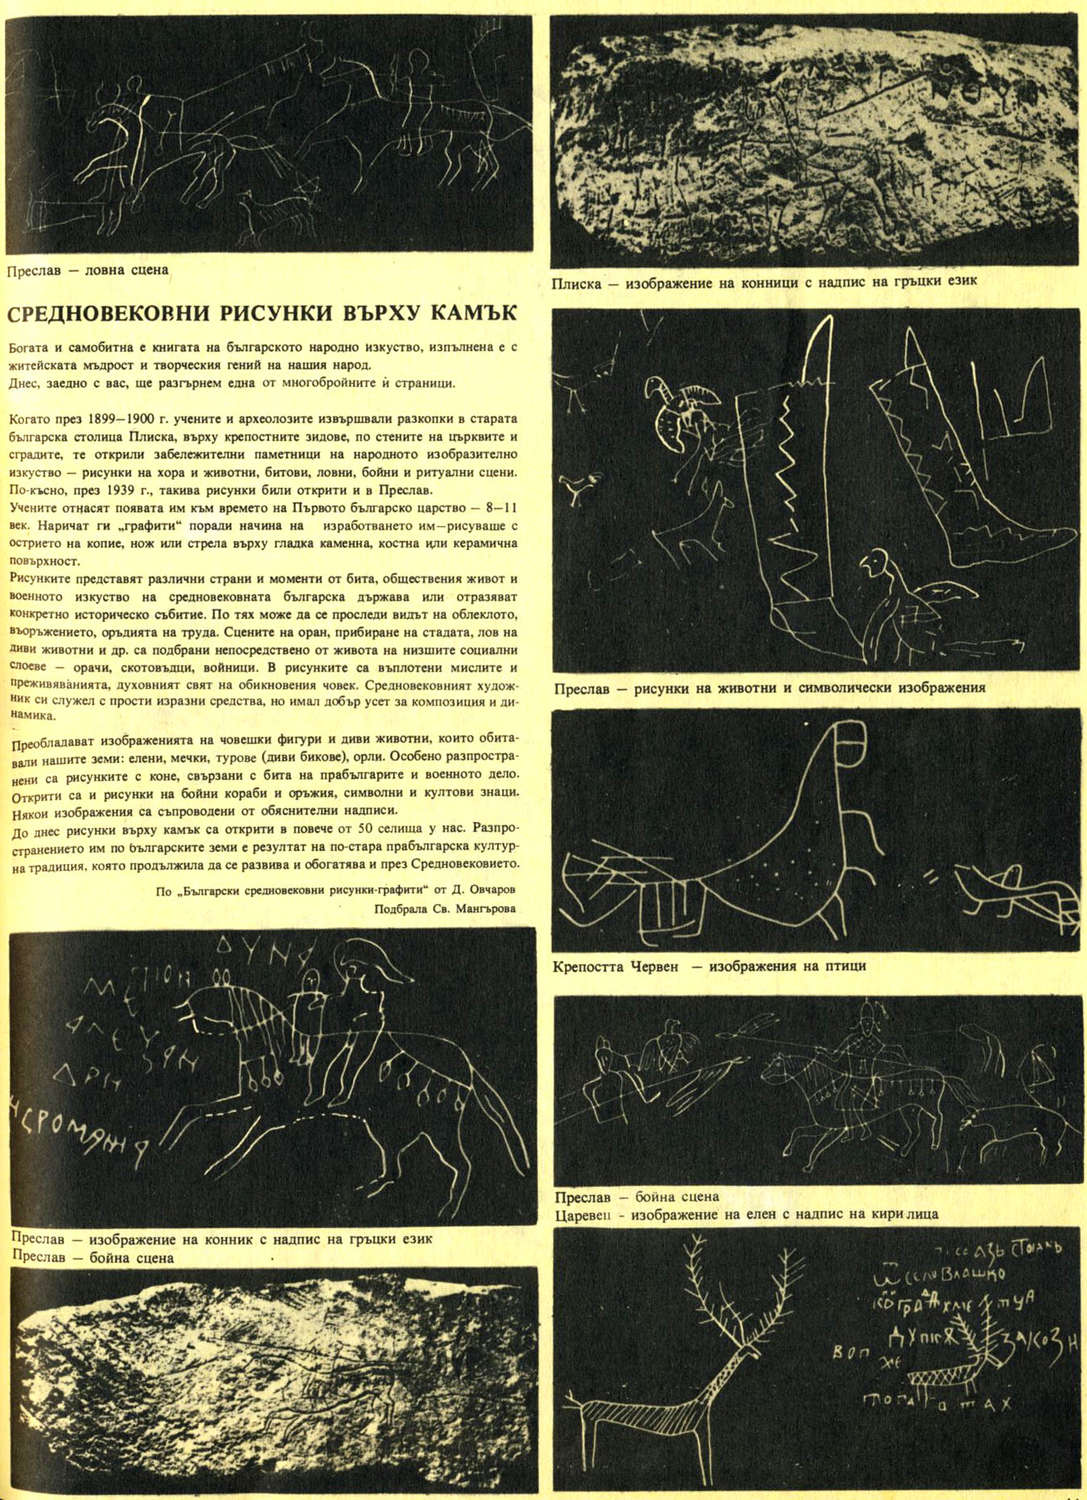 Преслав — ловна сцена
СРЕДНОВЕКОВНИ РИСУНКИ ВЪРХУ КАМЪК
Богата и самобитна е книгата на българското народно изкуство, изпълнена е с
житейската мъдрост и творческия гений на нашия народ.
Днес, заедно с вас, ще разгърнем една от многобройните ѝ страници.
Когато през 1899—1900 г. учените и археолозите извършвали разкопки в старата
българска столица Плиска, върху крепостните зидове, по стените на църквите и
сградите, те открили забележителни паметници на народното изобразително
изкуство — рисунки на хора и животни, битови, ловни, бойни и ритуални сцени.
По-късно, през 1939 г., такива рисунки били открити и в Преслав.
Учените отнасят появата им към времето на Първото българско царство — 8—11
век. Наричат ги „графити“ поради начина на изработването им—рисуваше с
острието на копие, нож или стрела върху гладка каменна, костна или керамична
повърхност.
Рисунките представят различни страни и моменти от бита, обществения живот и
военното изкуство на средновековната българска държава или отразяват
конкретно историческо събитие. По тях може да се проследи видът на облеклото,
въоръжението, оръдията на труда. Сцените на оран, прибиране на стадата, лов на
диви животни и др. са подбрани непосредствено от живота на низшите социални
слоеве — орачи, скотовъдци, войници. В рисунките са въплотени мислите и
преживяванията, духовният свят на обикновения човек. Средновековният худож-
ник си служел с прости изразни средства, но имал добър усет за композиция и ди-
намика.
Преобладават изображенията на човешки фигури и диви животни, които обита-
вали нашите земи: елени, мечки, турове (диви бикове), орли. Особено разпростра-
нени са рисунките с коне, свързани с бита на прабългарите и военното дело.
Открити са и рисунки на бойни кораби и оръжия, символни и култови знаци.
Някои изображения са съпроводени от обяснителни надписи.
До днес рисунки върху камък са открити в повече от 50 селища у нас. Разпро-
странението им по българските земи е резултат на по-стара прабългарска култур-
на традиция, която продължила да се развива и обогатява и през Средновековието.
По „Български средновековни рисунки-графити“ от Д. Овчаров
Подбрала Св. Мангърова
Преслав — изображение на конник с надпис на гръцки език
Преслав — бойна сцена
Плиска — изображение на конници с надпис на гръцки език
Преслав — рисунки на животни и символически изображения
Крепостта Червен — изображения на птици
Преслав — бойна сцена
Царевец - изображение на елен с надпис на кирилица